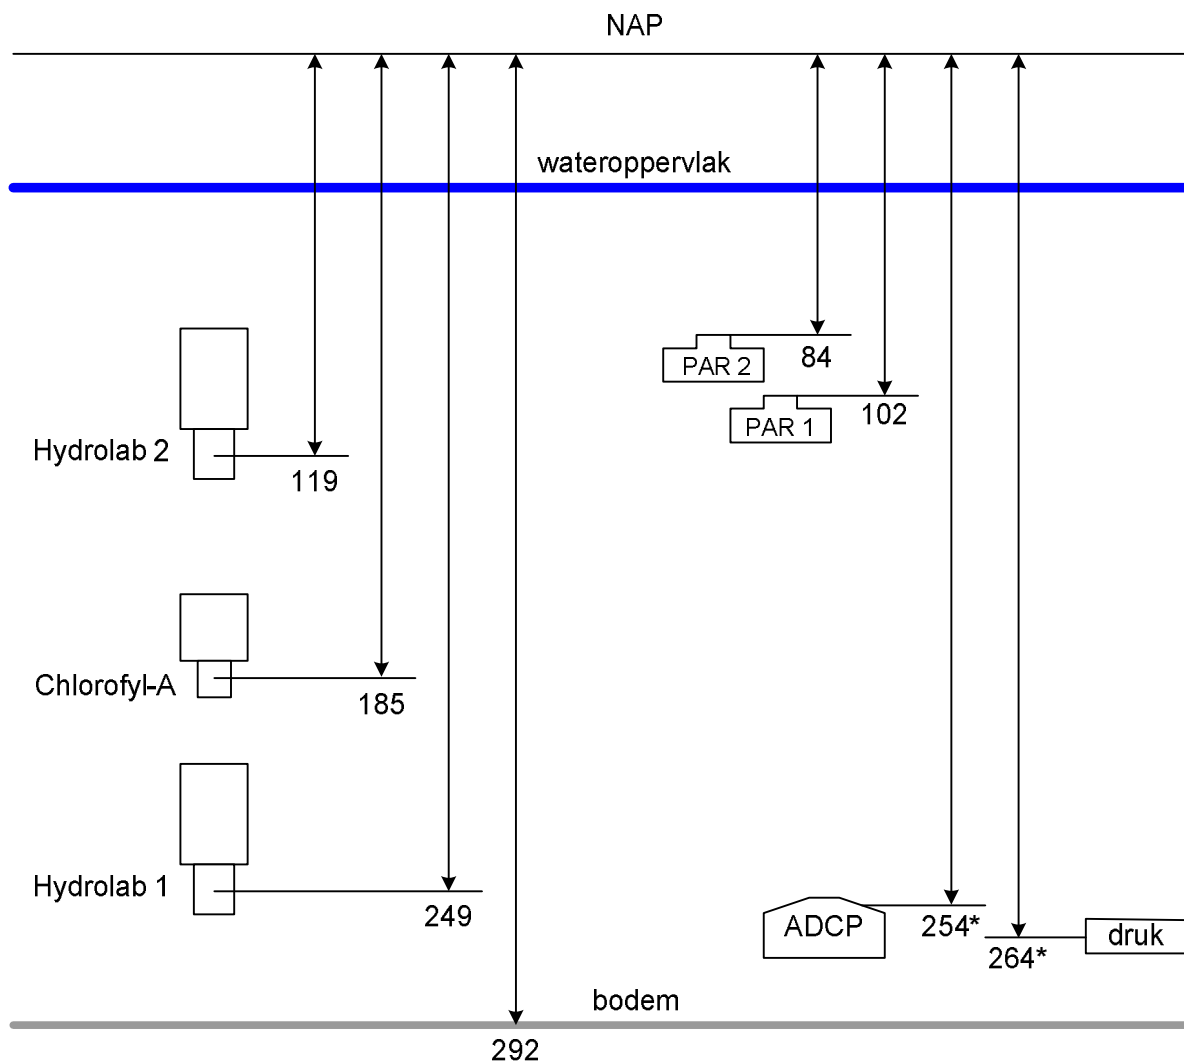 NAP
wateroppervlak
84
PAR 2
102
PAR 1
Hydrolab 2
119
Chlorofyl-A
185
Hydrolab 1
249
ADCP
254*
druk
264*
bodem
292